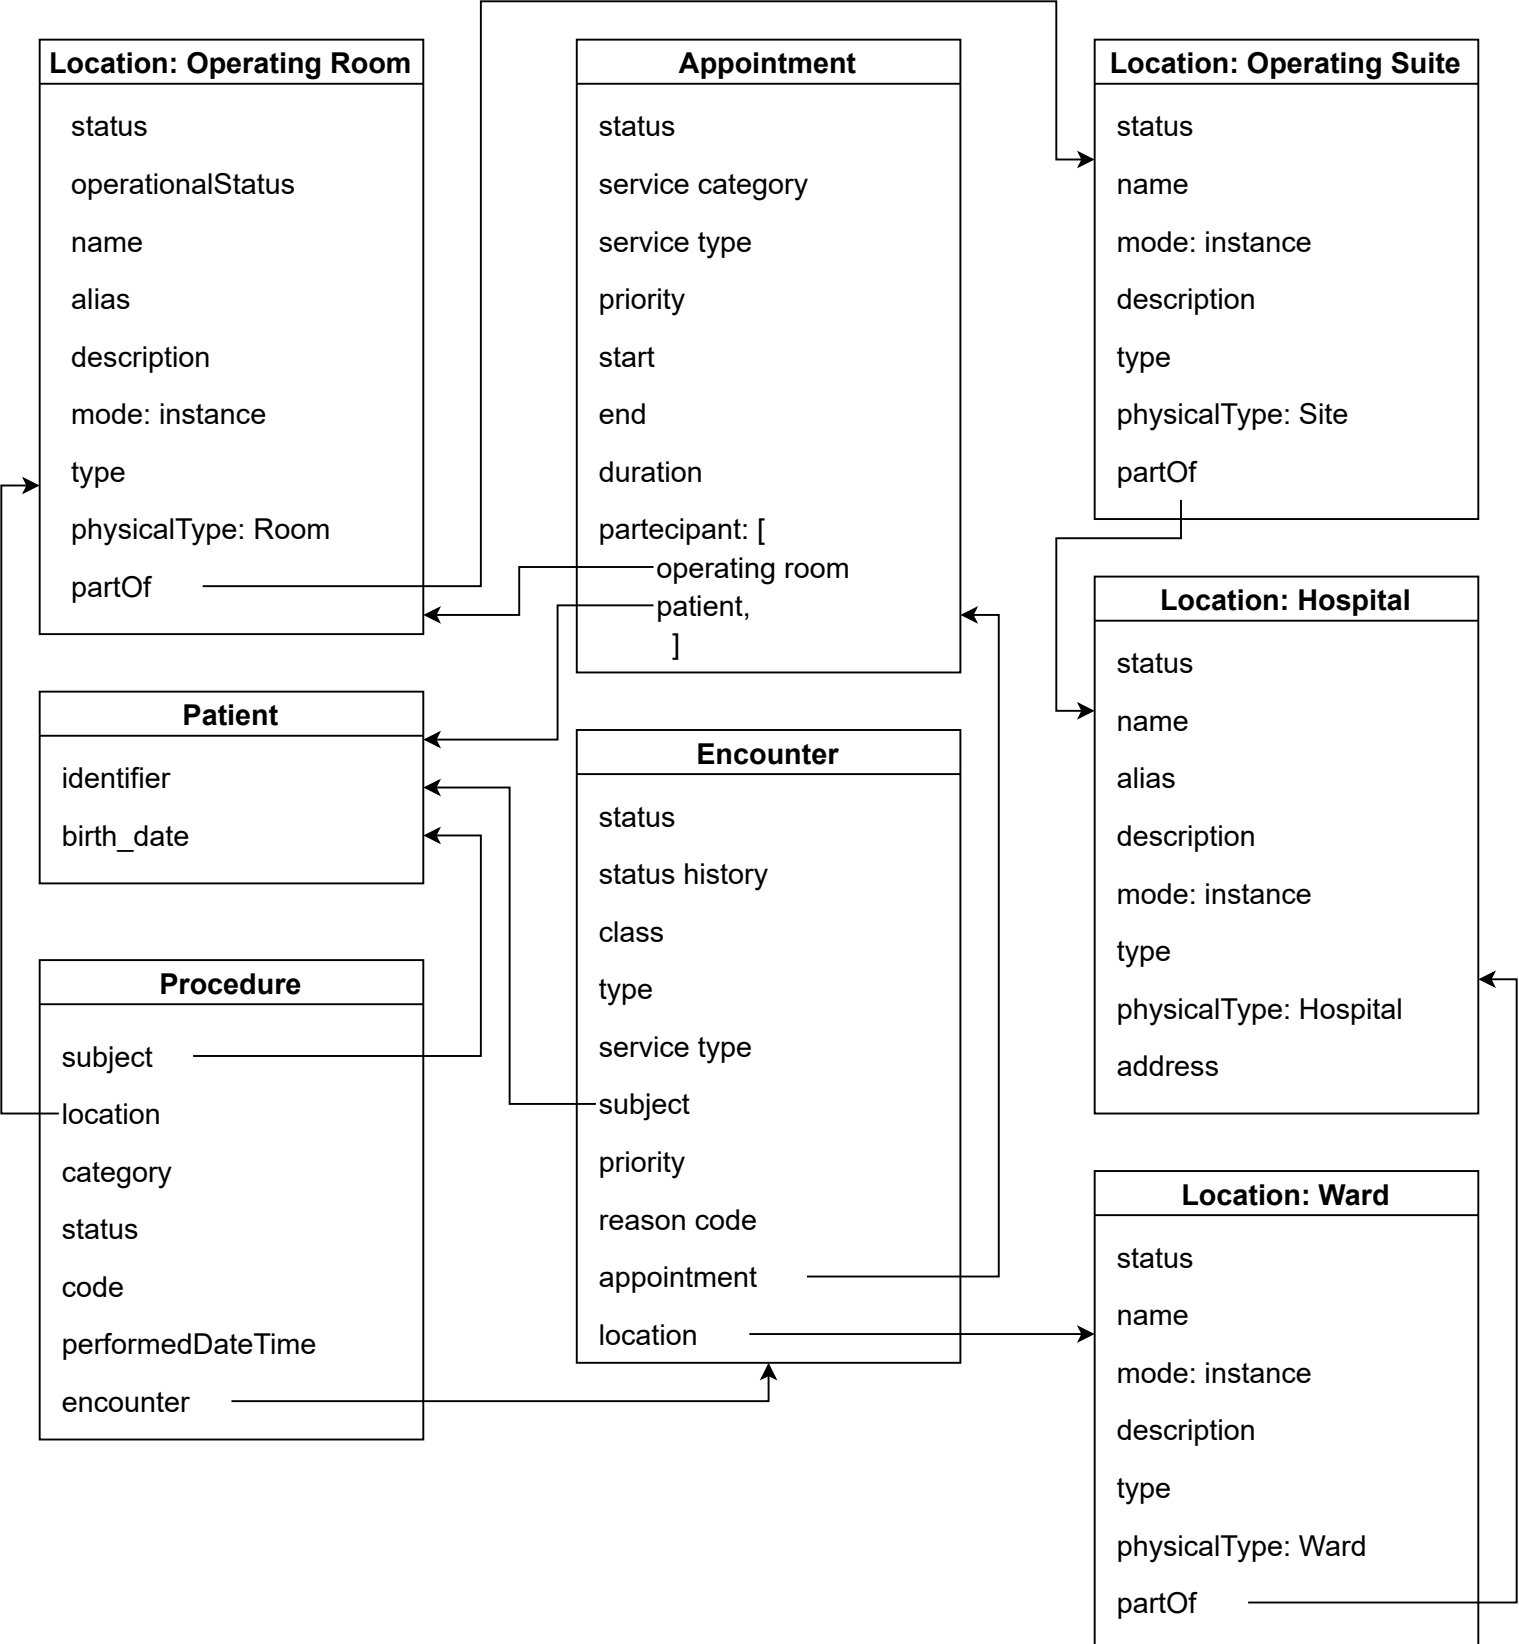 Location: Operating Room
status
operationalStatus
name
alias
description
mode: instance
type
physicalType: Room
partOf
Appointment
status
service category
service type
priority
start
end
duration
partecipant: [
operating room
patient,
]
Location: Operating Suite
status
name
mode: instance
description
type
physicalType: Site
partOf
Patient
identifier
birth_date
Encounter
status
status history
class
type
service type
subject
priority
reason code
appointment
location
Location: Hospital
status
name
alias
description
mode: instance
type
physicalType: Hospital
address
Procedure
subject
location
category
status
code
performedDateTime
encounter
Location: Ward
status
name
mode: instance
description
type
physicalType: Ward
partOf